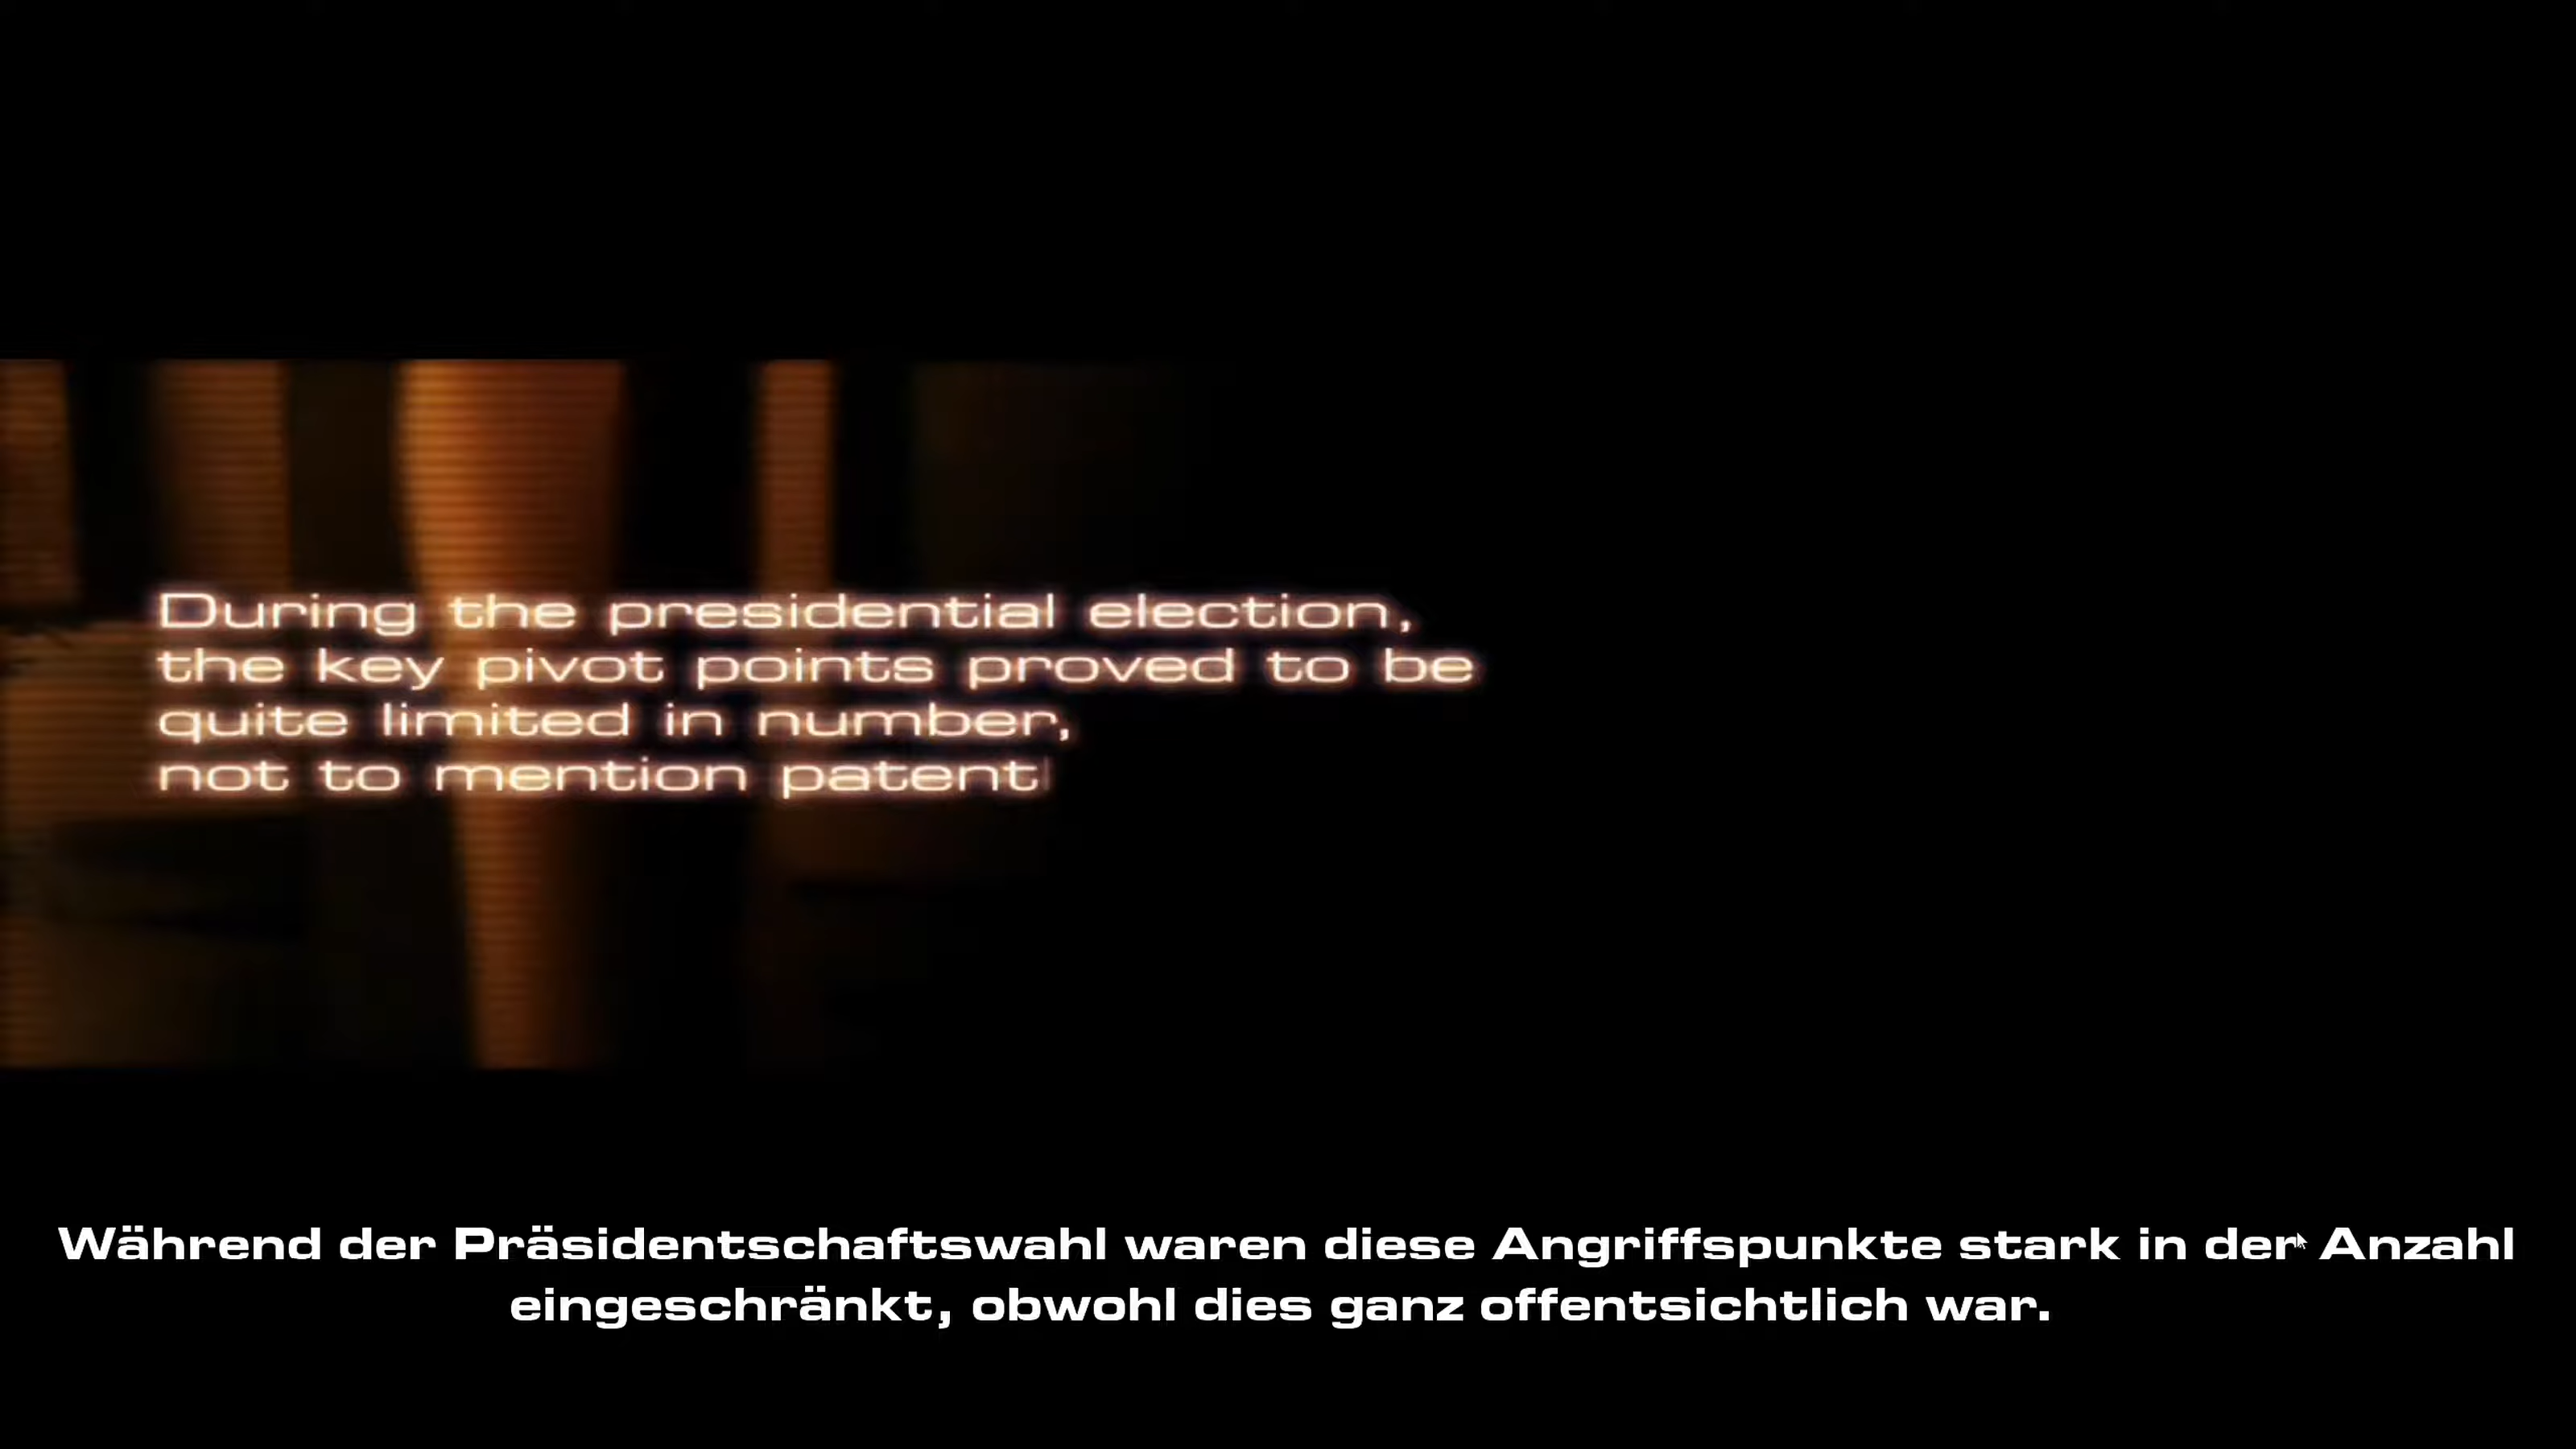 During the presidential election,
the key pivot points proved to be
quite limited in number,
not to mention patent
Während der Präsidentschaftswahl waren diese Angriffspunkte stark in der Anzahl
eingeschränkt, obwohl dies ganz offentsichtlich war.